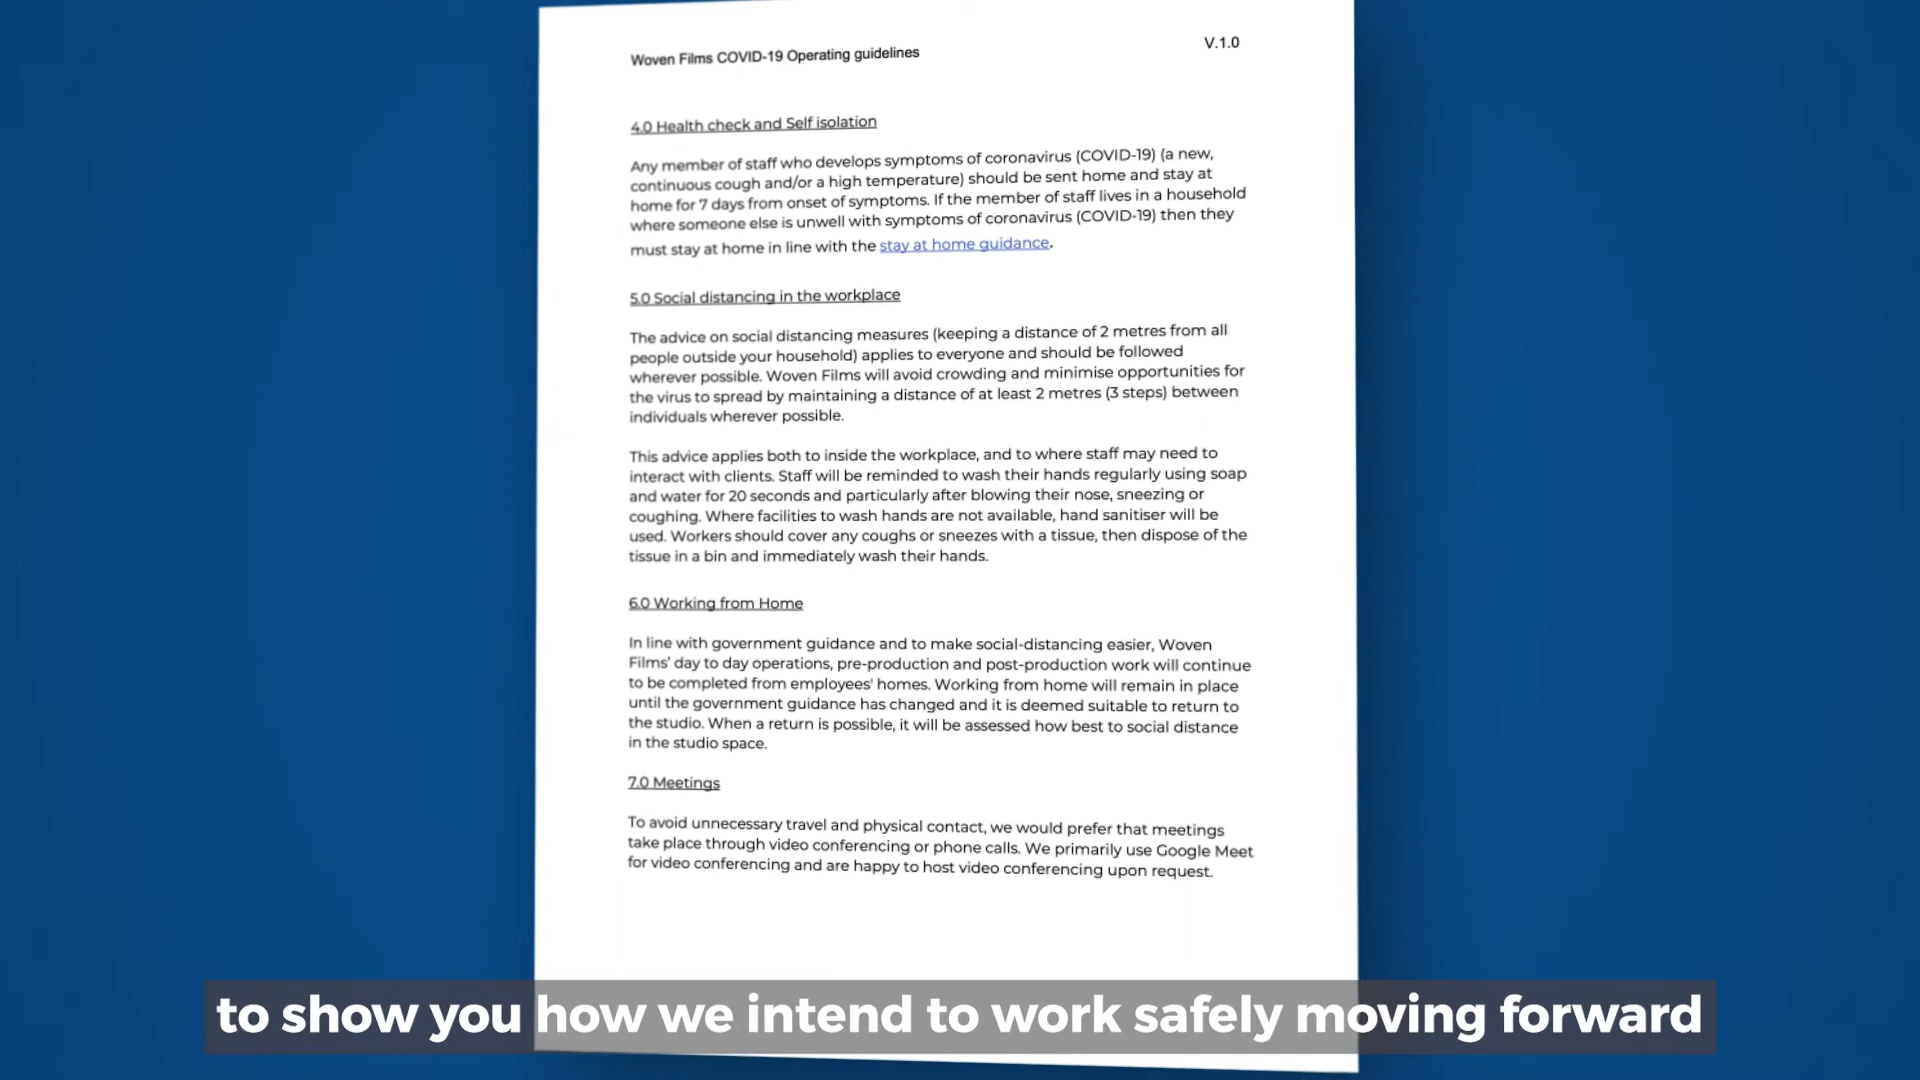 Woven Films COVID-19 Operating guidelines
V.1.0
4.0 Health check and Self isolation
Any member of staff who develops symptoms of coronavirus (COVID-19) (a new,
continuous cough and/or a high temperature) should be sent home and stay at
home for 7 days from onset of symptoms. If the member of staff lives in a household
where someone else is unwell with symptoms of coronavirus (COVID-19) then they
must stay at home in line with the stay at home guidance.
5.0 Social distancing in the workplace
The advice on social distancing measures (keeping a distance of 2 metres from all
people outside your household) applies to everyone and should be followed
wherever possible. Woven Films will avoid crowding and minimise opportunities for
the virus to spread by maintaining a distance of at least 2 metres (3 steps) between
individuals wherever possible.
This advice applies both to inside the workplace, and to where staff may need to
interact with clients. Staff will be reminded to wash their hands regularly using soap
and water for 20 seconds and particularly after blowing their nose, sneezing or
coughing. Where facilities to wash hands are not available, hand sanitiser will be
used. Workers should cover any coughs or sneezes with a tissue, then dispose of the
tissue in a bin and immediately wash their hands.
6.0 Working from Home
In line with government guidance and to make social-distancing easier, Woven
Films' day to day operations, pre-production and post-production work will continue
to be completed from employees' homes. Working from home will remain in place
until the government guidance has changed and it is deemed suitable to return to
the studio. When a return is possible, it will be assessed how best to social distance
in the studio space.
7.0 Meetings
To avoid unnecessary travel and physical contact, we would prefer that meetings
take place through video conferencing or phone calls. We primarily use Google Meet
for video conferencing and are happy to host video conferencing upon request.
to show you how we intend to work safely moving forward